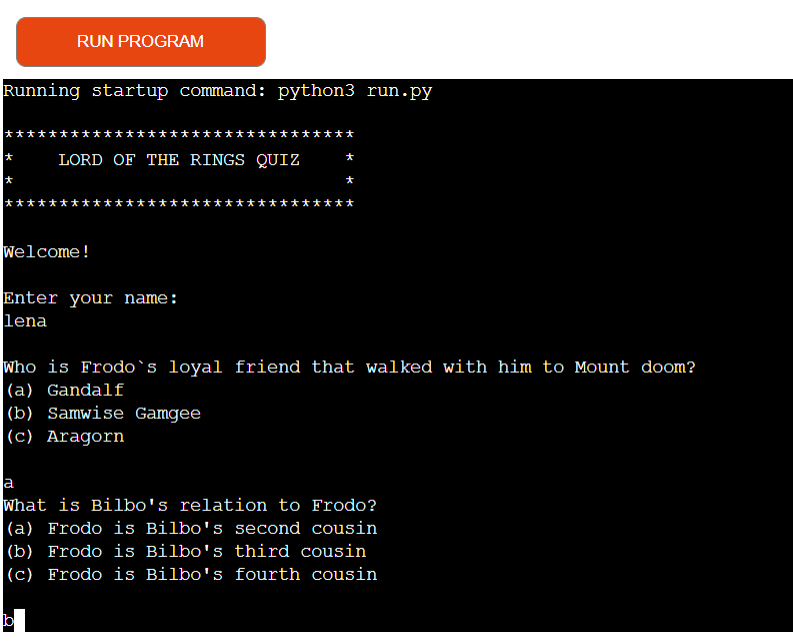 RUN PROGRAM
Running startup command: python3 run.py
********************************
*    LORD OF THE RINGS QUIZ    *
*                              *
********************************
Welcome!
Enter your name:
lena
Who is Frodo`s loyal friend that walked with him to Mount doom?
(a) Gandalf
(b) Samwise Gamgee
(c) Aragorn
a
What is Bilbo's relation to Frodo?
(a) Frodo is Bilbo's second cousin
(b) Frodo is Bilbo's third cousin
(c) Frodo is Bilbo's fourth cousin
b